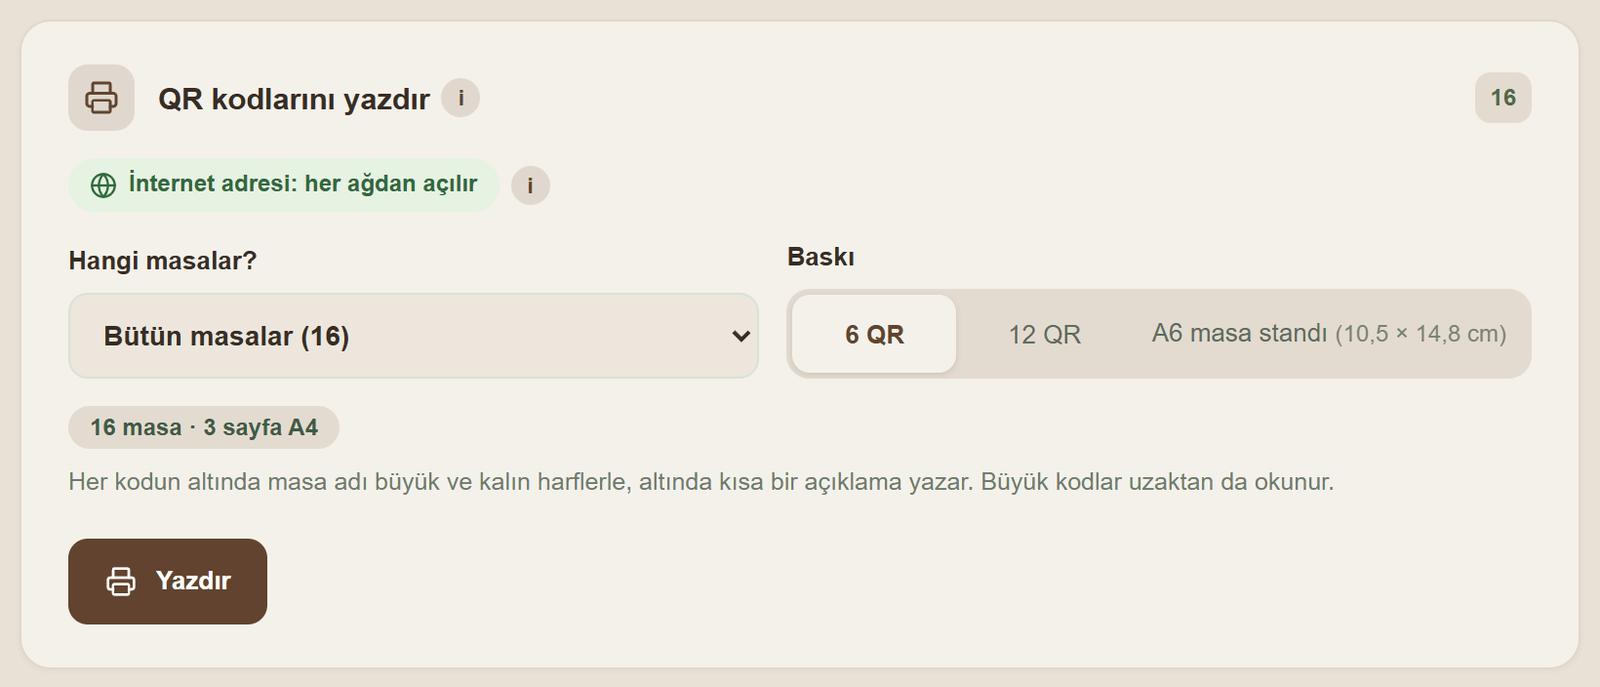 QR kodlarını yazdır i
16
İnternet adresi: her ağdan açılır i
Hangi masalar?
Baskı
Bütün masalar (16)
6 QR 12 QR A6 masa standı (10,5 × 14,8 cm)
16 masa · 3 sayfa A4
Her kodun altında masa adı büyük ve kalın harflerle, altında kısa bir açıklama yazar. Büyük kodlar uzaktan da okunur.
Yazdır